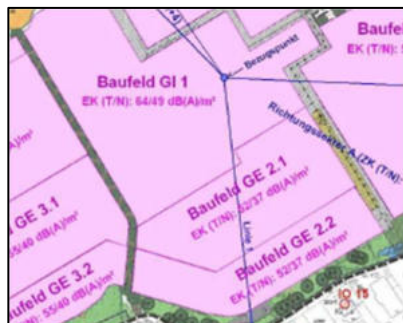 Baufeld
EK (T/N):
Bezugspunkt
Baufeld GI 1
EK (T/N): 64/49 dB(A)/m²
Richtungssektor A (ZK (T/N):
Baufeld GE 2.1
EK (T/N): 52/37 dB(A)/m²
GE 3.1
55/40 dB(A)/m²
Linie 1
Baufeld GE 2.2
EK (T/N): 52/37 dB(A)/m²
Baufeld GE 3.2
EK (T/N): 55/40 dB(A)/m²
IO 15